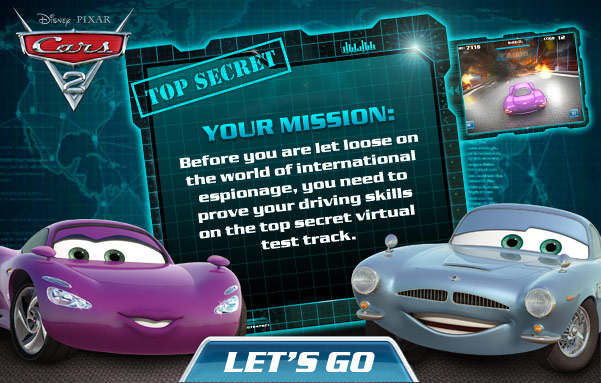 DISNEY·PIXAR
Cars
2
TOP SECRET
YOUR MISSION:
Before you are let loose on
the world of international
espionage, you need to
prove your driving skills
on the top secret virtual
test track.
LET'S GO